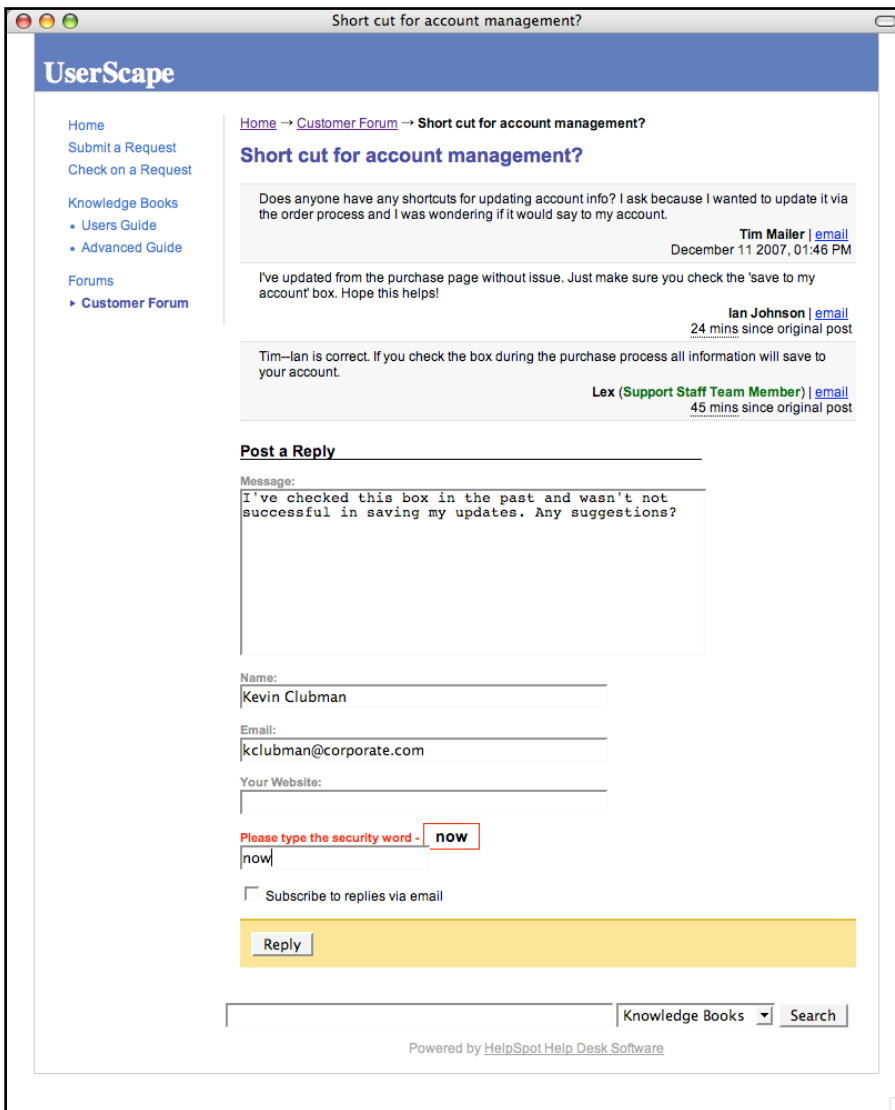 Short cut for account management?
UserScape
Home
Submit a Request
Check on a Request
Knowledge Books
Users Guide
Advanced Guide
Forums
Customer Forum
Home → Customer Forum → Short cut for account management?
Short cut for account management?
Does anyone have any shortcuts for updating account info? I ask because I wanted to update it via
the order process and I was wondering if it would say to my account.
Tim Mailer | email
December 11 2007, 01:46 PM
I've updated from the purchase page without issue. Just make sure you check the 'save to my
account' box. Hope this helps!
Ian Johnson | email
24 mins since original post
Tim--Ian is correct. If you check the box during the purchase process all information will save to
your account.
Lex (Support Staff Team Member) | email
45 mins since original post
Post a Reply
Message:
I've checked this box in the past and wasn't not
successful in saving my updates. Any suggestions?
Name:
Kevin Clubman
Email:
kclubman@corporate.com
Your Website:
Please type the security word - now
now
Subscribe to replies via email
Reply
Knowledge Books Search
Powered by HelpSpot Help Desk Software